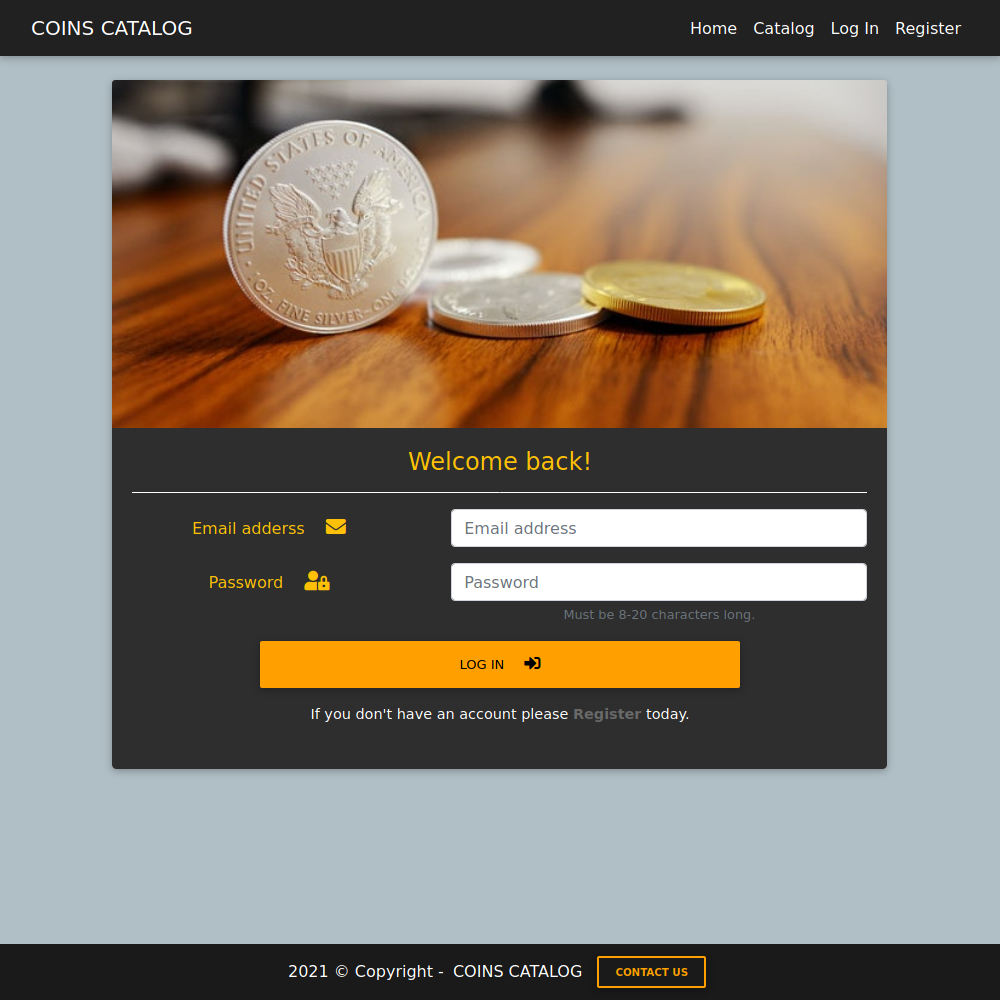 COINS CATALOG
Home Catalog Log In Register
UNITED STATES OF AMERICA
1 OZ. FINE SILVER~ONE
Welcome back!
Email adderss
Email address
Password
Password
Must be 8-20 characters long.
LOG IN
If you don't have an account please Register today.
2021 © Copyright - COINS CATALOG
CONTACT US